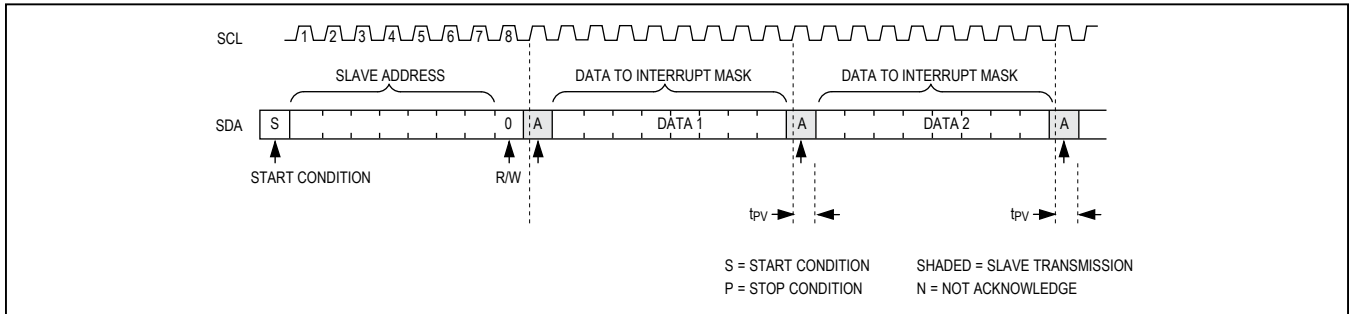 SCL 1 2 3 4 5 6 7 8
SLAVE ADDRESS DATA TO INTERRUPT MASK DATA TO INTERRUPT MASK
SDA S 0 A DATA 1 A DATA 2 A
START CONDITION R/W
tPV tPV
S = START CONDITION SHADED = SLAVE TRANSMISSION
P = STOP CONDITION N = NOT ACKNOWLEDGE